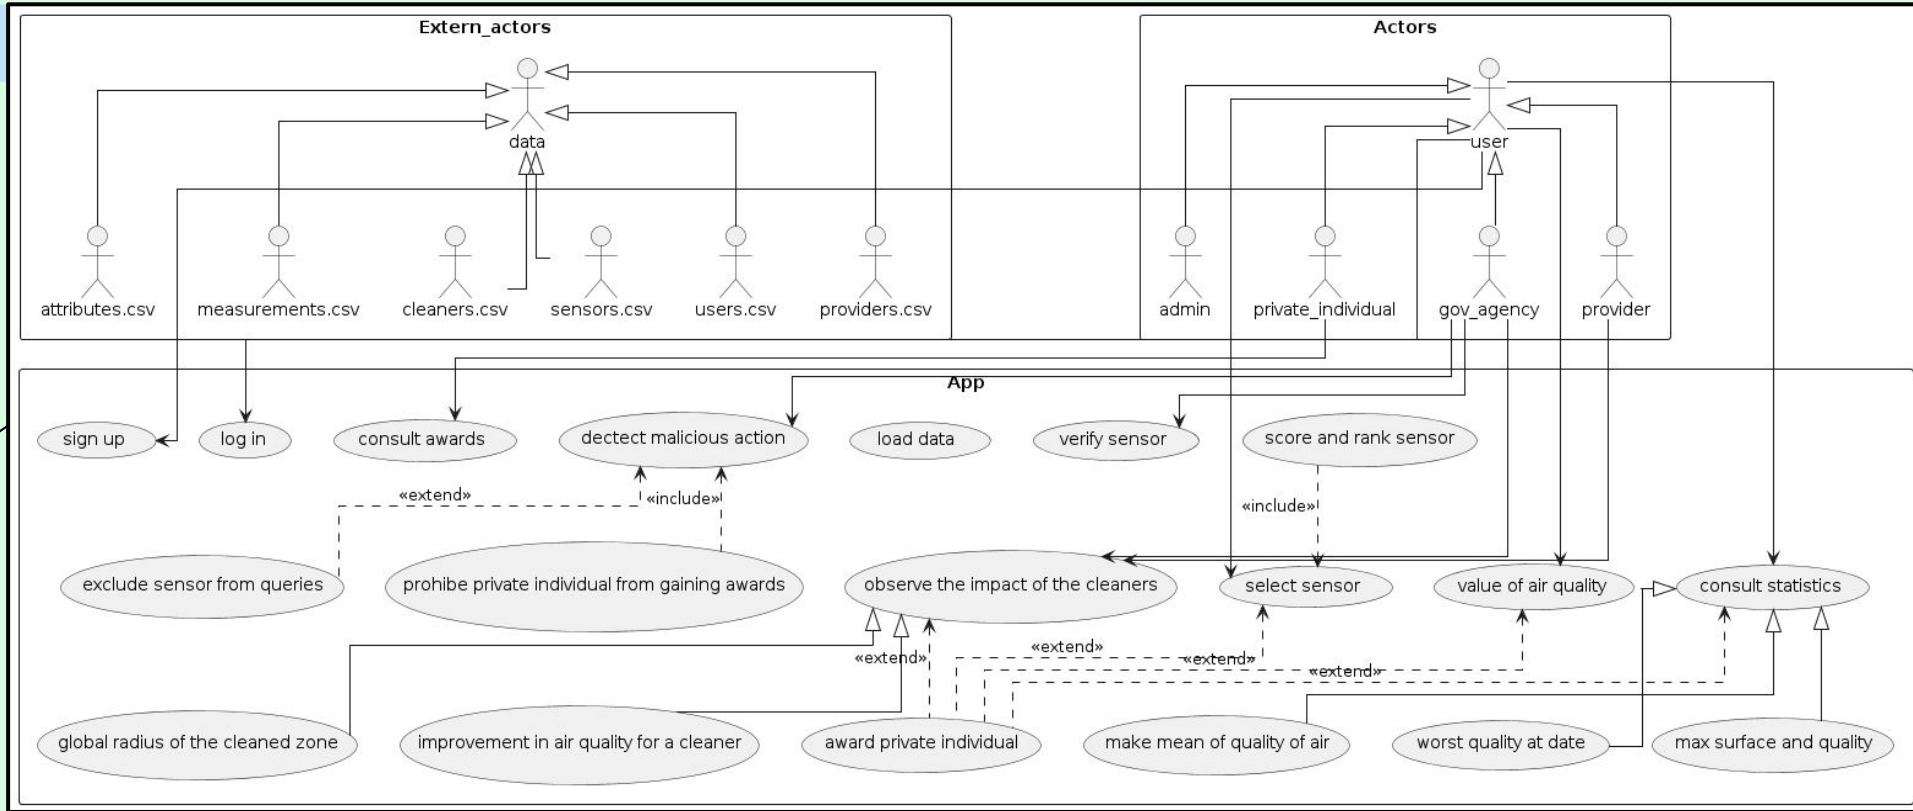 Extern_actors
Actors
data
user
attributes.csv
measurements.csv
cleaners.csv
sensors.csv
users.csv
providers.csv
admin
private_individual
gov_agency
provider
App
sign up
log in
consult awards
dectect malicious action
load data
verify sensor
score and rank sensor
«extend»
«include»
«include»
exclude sensor from queries
prohibe private individual from gaining awards
observe the impact of the cleaners
select sensor
value of air quality
consult statistics
«extend»
«extend»
«extend»
«extend»
global radius of the cleaned zone
improvement in air quality for a cleaner
award private individual
make mean of quality of air
worst quality at date
max surface and quality